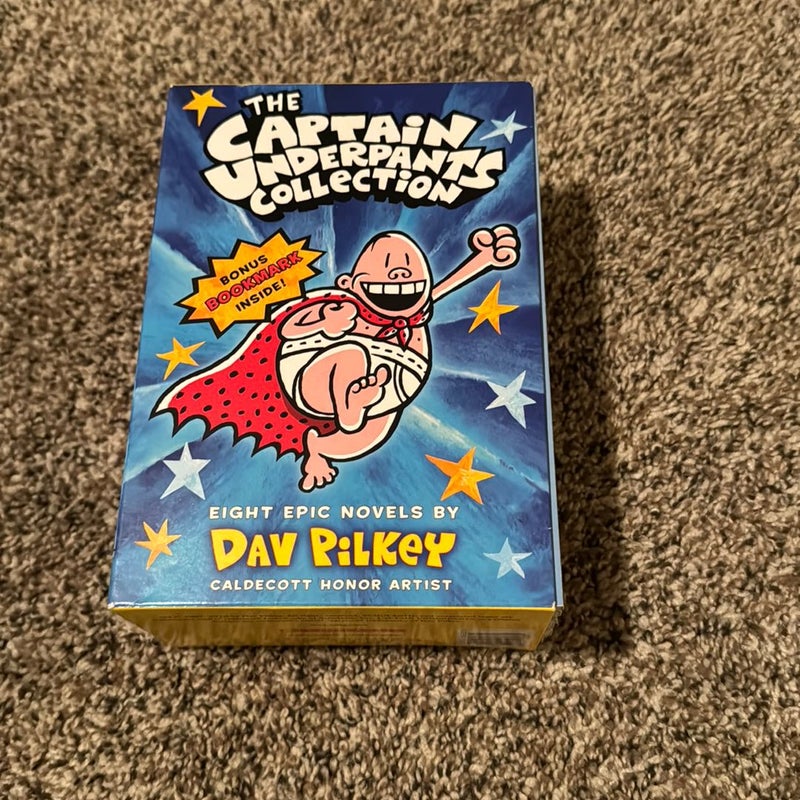 THE
CAPTAIN
UNDERPANTS
COLLECTION
BONUS
BOOKMARK
INSIDE!
EIGHT EPIC NOVELS BY
DAV PILKEY
CALDECOTT HONOR ARTIST